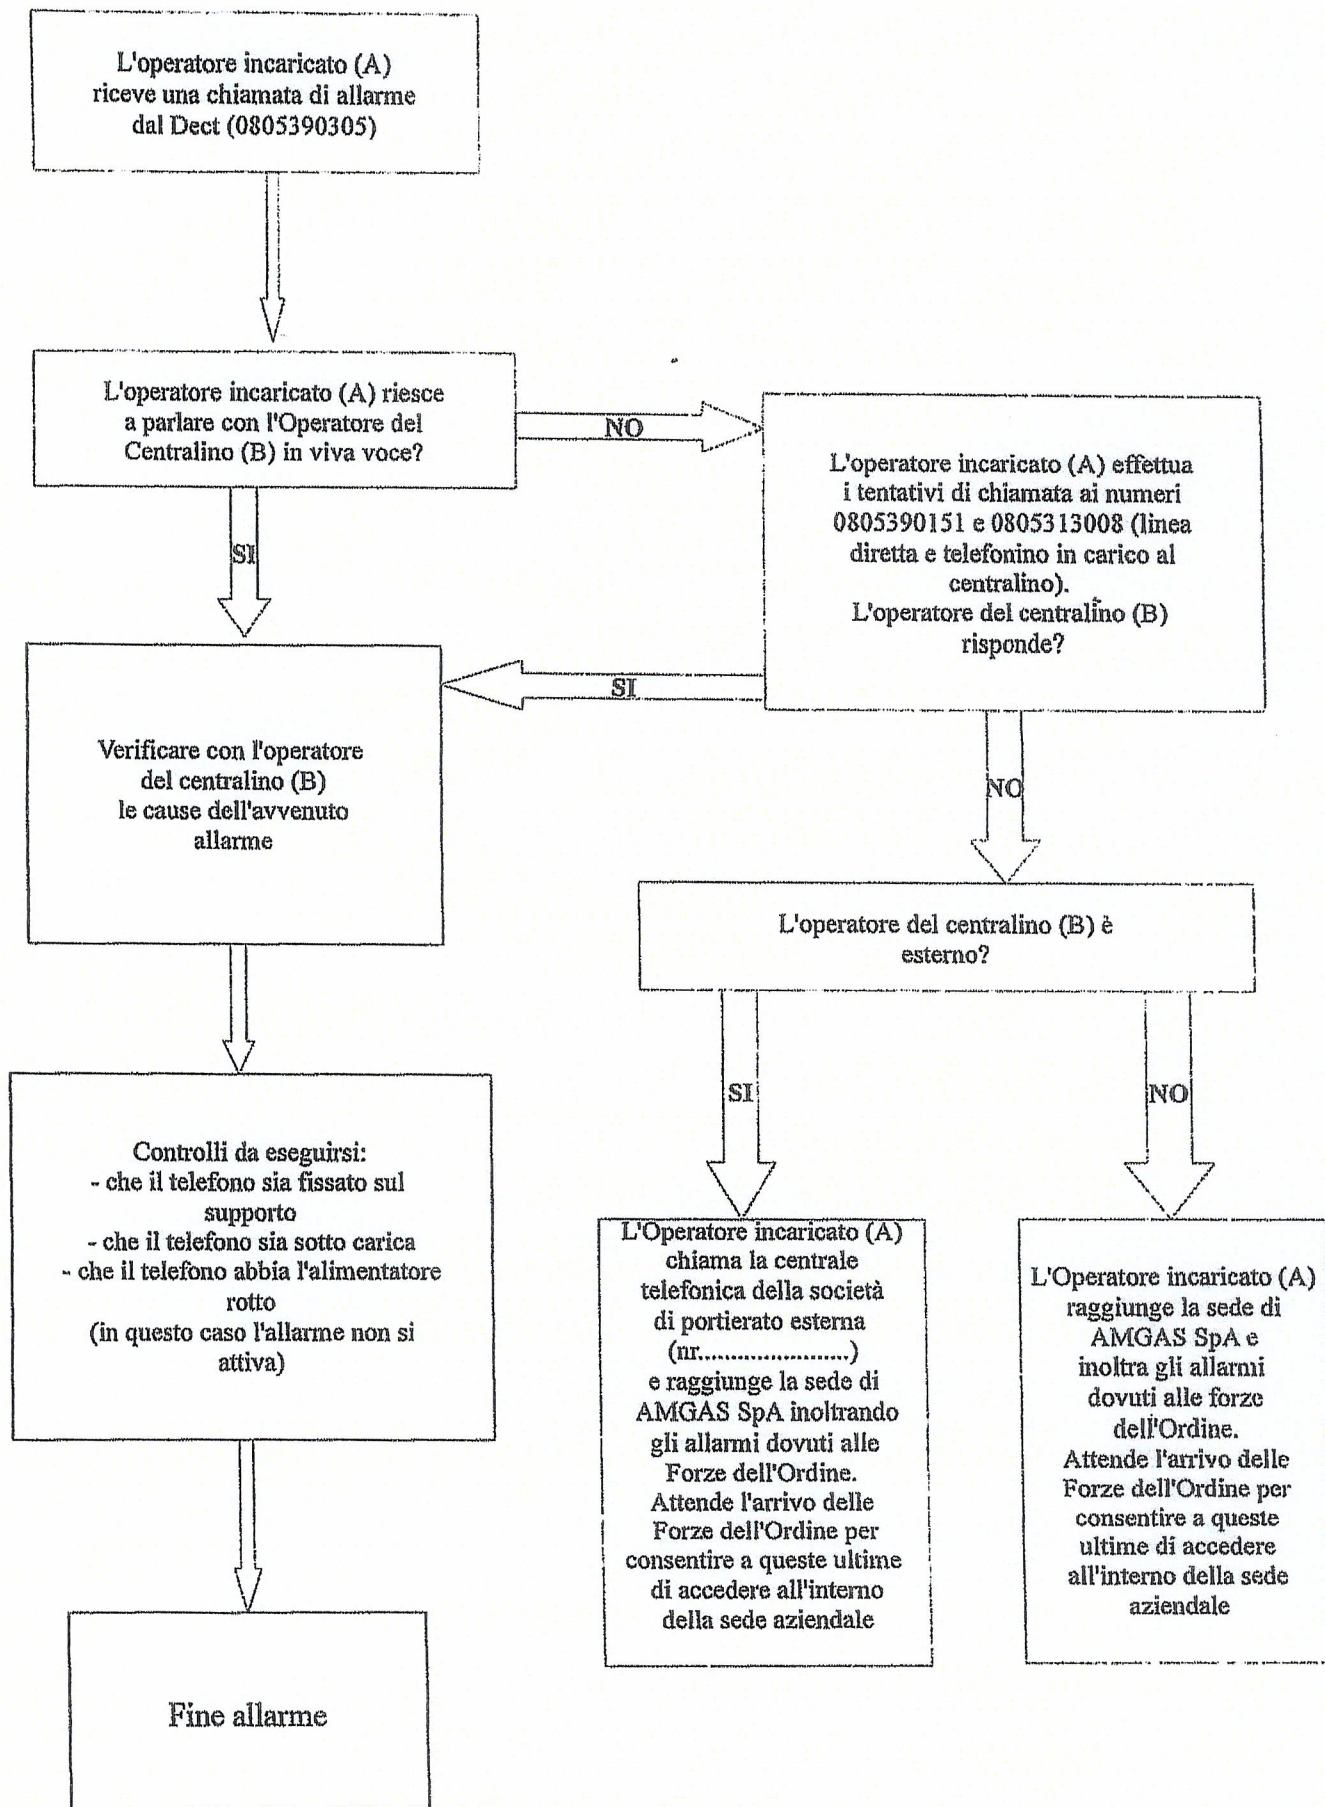 L'operatore incaricato (A)
riceve una chiamata di allarme
dal Dect (0805390305)
L'operatore incaricato (A) riesce
a parlare con l'Operatore del
Centralino (B) in viva voce?
NO
L'operatore incaricato (A) effettua
i tentativi di chiamata ai numeri
0805390151 e 0805313008 (linea
diretta e telefonino in carico al
centralino).
L'operatore del centralino (B)
risponde?
SI
SI
Verificare con l'operatore
del centralino (B)
le cause dell'avvenuto
allarme
NO
L'operatore del centralino (B) è
esterno?
Controlli da eseguirsi:
- che il telefono sia fissato sul
supporto
- che il telefono sia sotto carica
- che il telefono abbia l'alimentatore
rotto
(in questo caso l'allarme non si
attiva)
SI
NO
L'Operatore incaricato (A)
chiama la centrale
telefonica della società
di portierato esterna
(nr.......................)
e raggiunge la sede di
AMGAS SpA inoltrando
gli allarmi dovuti alle
Forze dell'Ordine.
Attende l'arrivo delle
Forze dell'Ordine per
consentire a queste ultime
di accedere all'interno
della sede aziendale
L'Operatore incaricato (A)
raggiunge la sede di
AMGAS SpA e
inoltra gli allarmi
dovuti alle forze
dell'Ordine.
Attende l'arrivo delle
Forze dell'Ordine per
consentire a queste
ultime di accedere
all'interno della sede
aziendale
Fine allarme